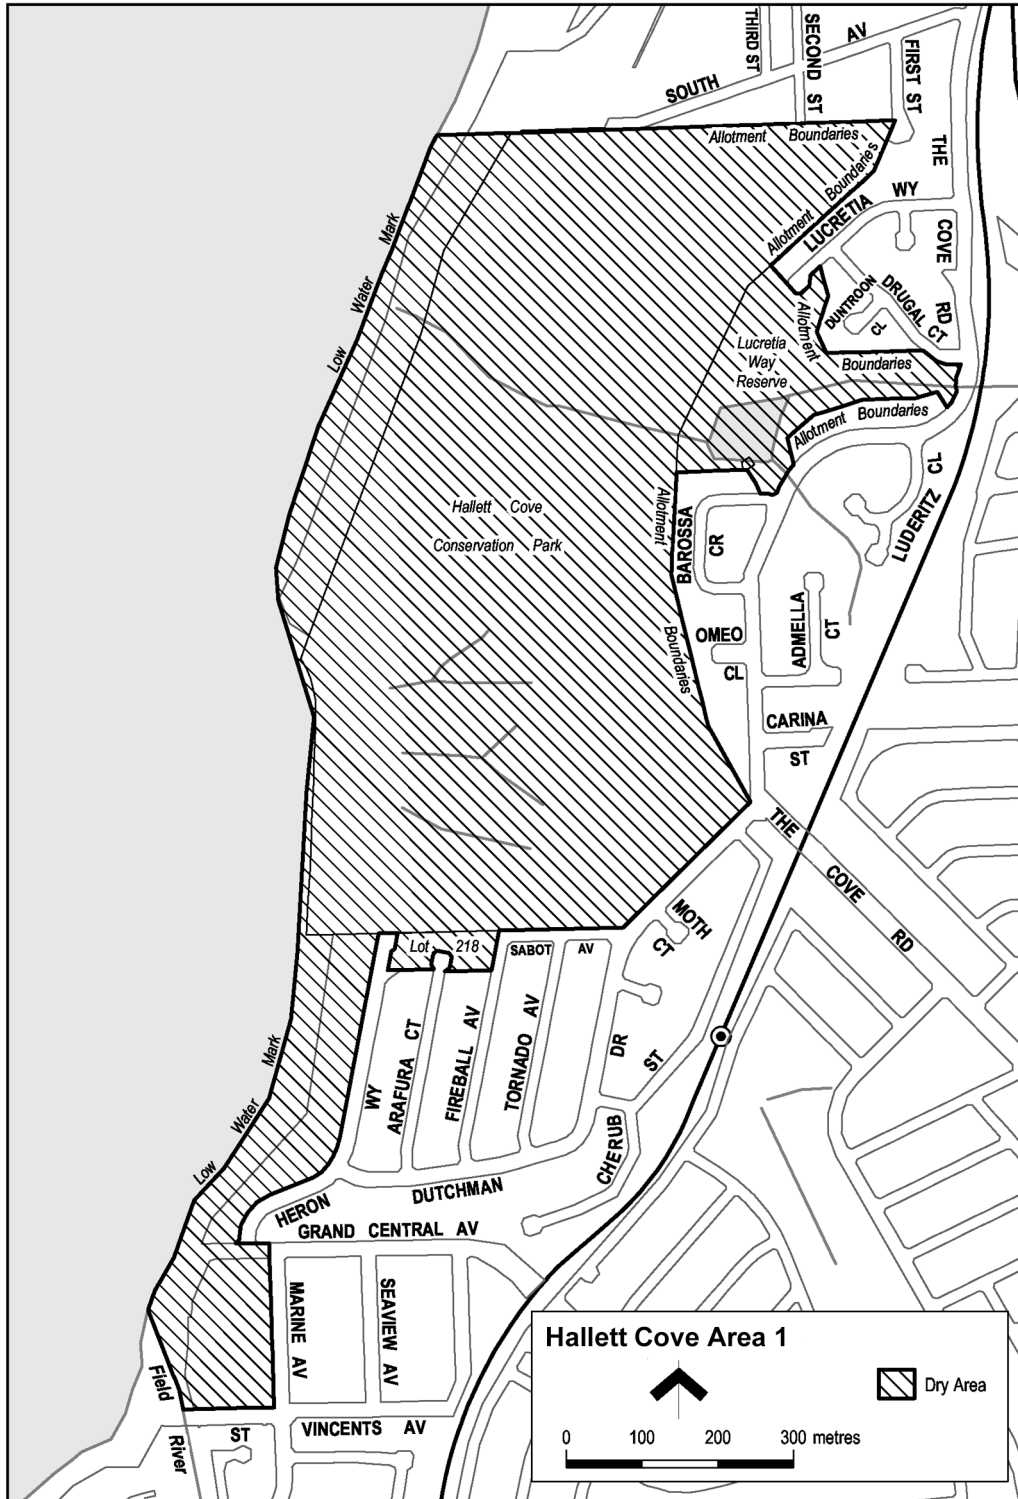 THIRD ST
SECOND ST
AV
FIRST ST
SOUTH
Allotment Boundaries
THE
COVE
RD
Allotment Boundaries
LUCRETIA
WY
Low Water Mark
DUNTROON
CL
DRUGAL
CT
Allotment
Boundaries
Lucretia
Way
Reserve
Allotment Boundaries
CL
LUDERITZ
Hallett Cove
Conservation Park
Allotment
Boundaries
BAROSSA
CR
OMEO
CL
ADMELLA
CT
CARINA
ST
THE
COVE
RD
MOTH
CT
Lot 218
SABOT AV
Low Water Mark
WY
ARAFURA CT
FIREBALL AV
TORNADO AV
DR
ST
CHERUB
HERON
DUTCHMAN
GRAND CENTRAL AV
MARINE AV
SEAVIEW AV
Field
River
ST
VINCENTS AV
Hallett Cove Area 1
Dry Area
0 100 200 300 metres